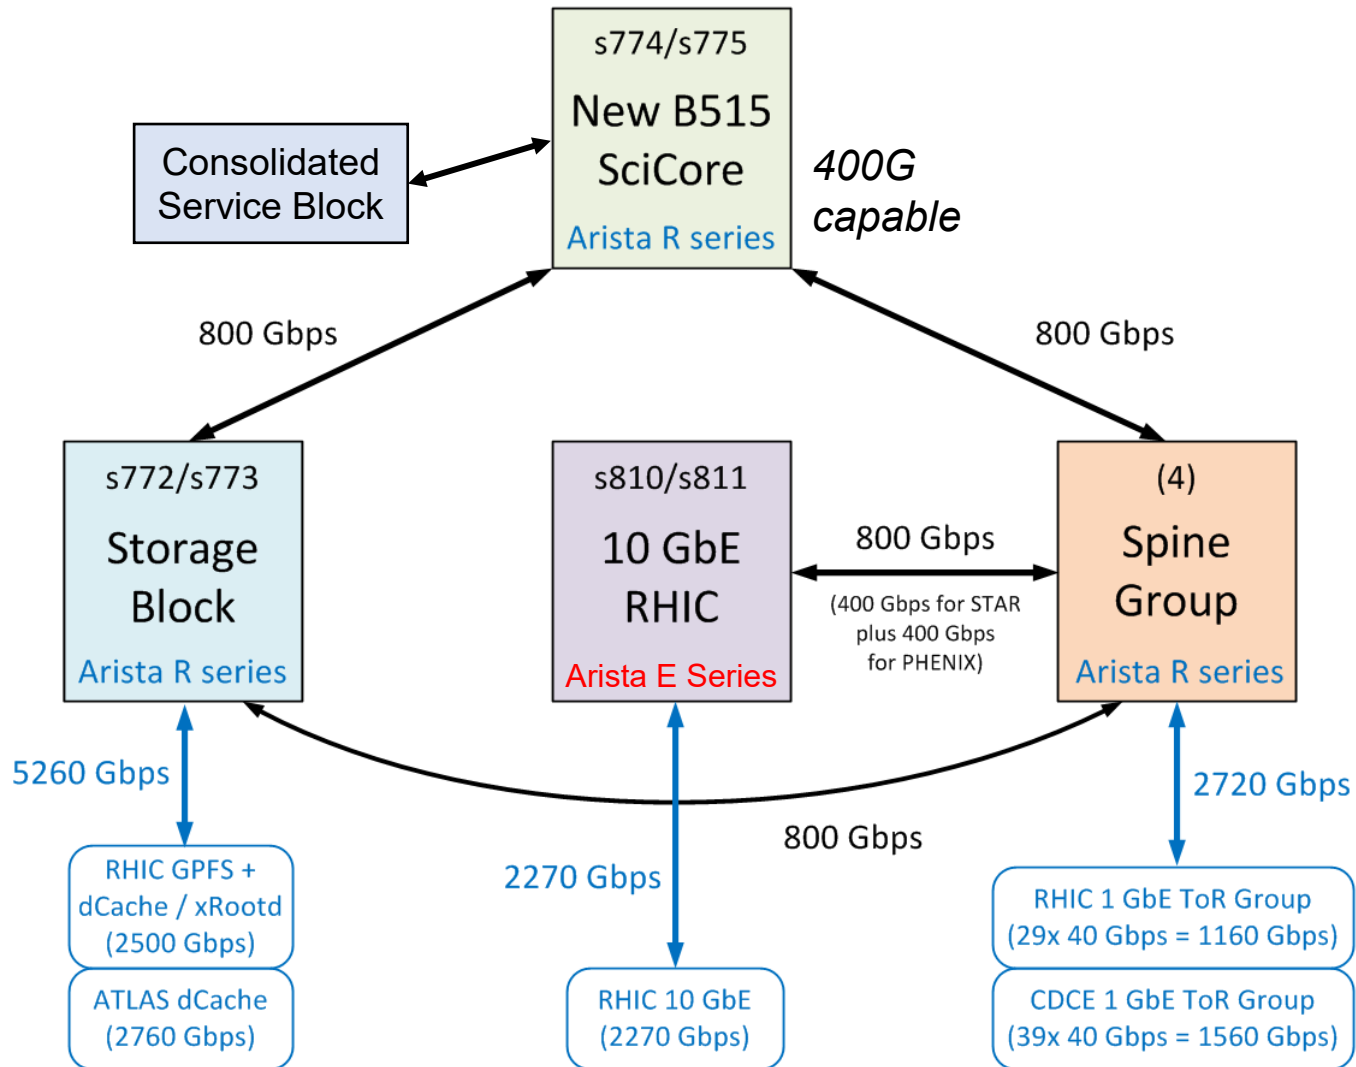 s774/s775
New B515
SciCore
Arista R series
Consolidated
Service Block
400G
capable
800 Gbps
800 Gbps
s772/s773
Storage
Block
Arista R series
s810/s811
10 GbE
RHIC
Arista E Series
800 Gbps
(400 Gbps for STAR
plus 400 Gbps
for PHENIX)
(4)
Spine
Group
Arista R series
5260 Gbps
2270 Gbps
800 Gbps
2720 Gbps
RHIC GPFS +
dCache / xRootd
(2500 Gbps)
ATLAS dCache
(2760 Gbps)
RHIC 10 GbE
(2270 Gbps)
RHIC 1 GbE ToR Group
(29x 40 Gbps = 1160 Gbps)
CDCE 1 GbE ToR Group
(39x 40 Gbps = 1560 Gbps)